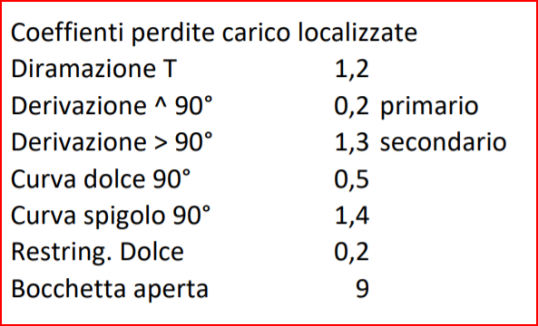 Coeffienti perdite carico localizzate
Diramazione T 1,2
Derivazione ^ 90° 0,2 primario
Derivazione > 90° 1,3 secondario
Curva dolce 90° 0,5
Curva spigolo 90° 1,4
Restring. Dolce 0,2
Bocchetta aperta 9